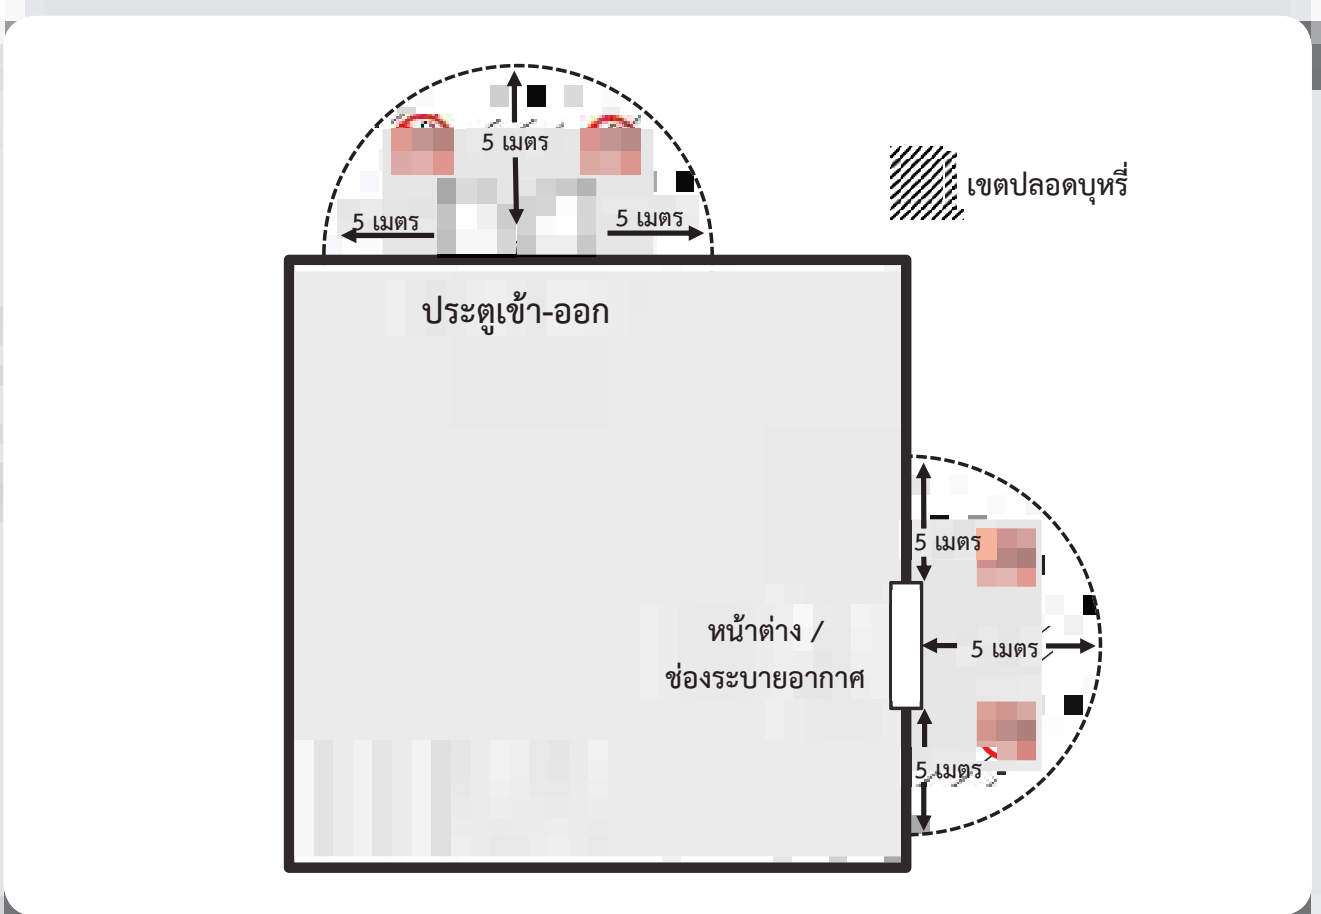 5 เมตร
เขตปลอดบุหรี่
5 เมตร
5 เมตร
ประตูเข้า-ออก
5 เมตร
หน้าต่าง /
ช่องระบายอากาศ
5 เมตร
5 เมตร